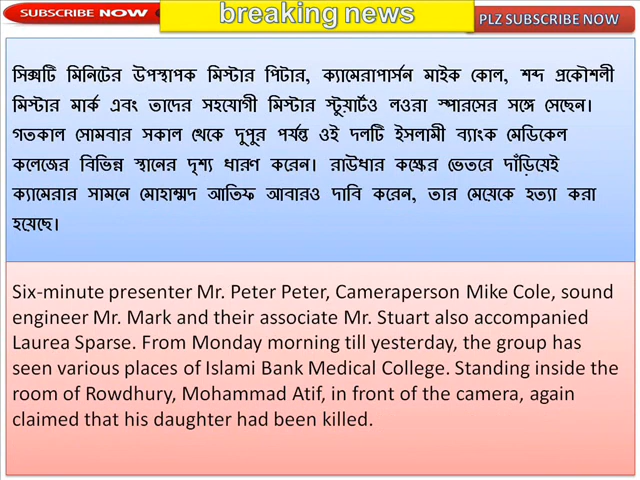 SUBSCRIBE NOW
breaking news
PLZ SUBSCRIBE NOW
সিক্সটি মিনিটের উপস্থাপক মিস্টার পিটার, ক্যামেরাপার্সন মাইক কোল, শব্দ প্রকৌশলী
মিস্টার মার্ক এবং তাদের সহযোগী মিস্টার স্টুয়ার্টও লওরা স্পারসের সঙ্গে সেছেন।
গতকাল সোমবার সকাল থেকে দুপুর পর্যন্ত ওই দলটি ইসলামী ব্যাংক মেডিকেল
কলেজের বিভিন্ন স্থানের দৃশ্য ধারণ করেন। রাউধার কক্ষের ভেতরে দাঁড়িয়েই
ক্যামেরার সামনে মোহাম্মদ আতিফ আবারও দাবি করেন, তার মেয়েকে হত্যা করা
হয়েছে।
Six-minute presenter Mr. Peter Peter, Cameraperson Mike Cole, sound
engineer Mr. Mark and their associate Mr. Stuart also accompanied
Laurea Sparse. From Monday morning till yesterday, the group has
seen various places of Islami Bank Medical College. Standing inside the
room of Rowdhury, Mohammad Atif, in front of the camera, again
claimed that his daughter had been killed.